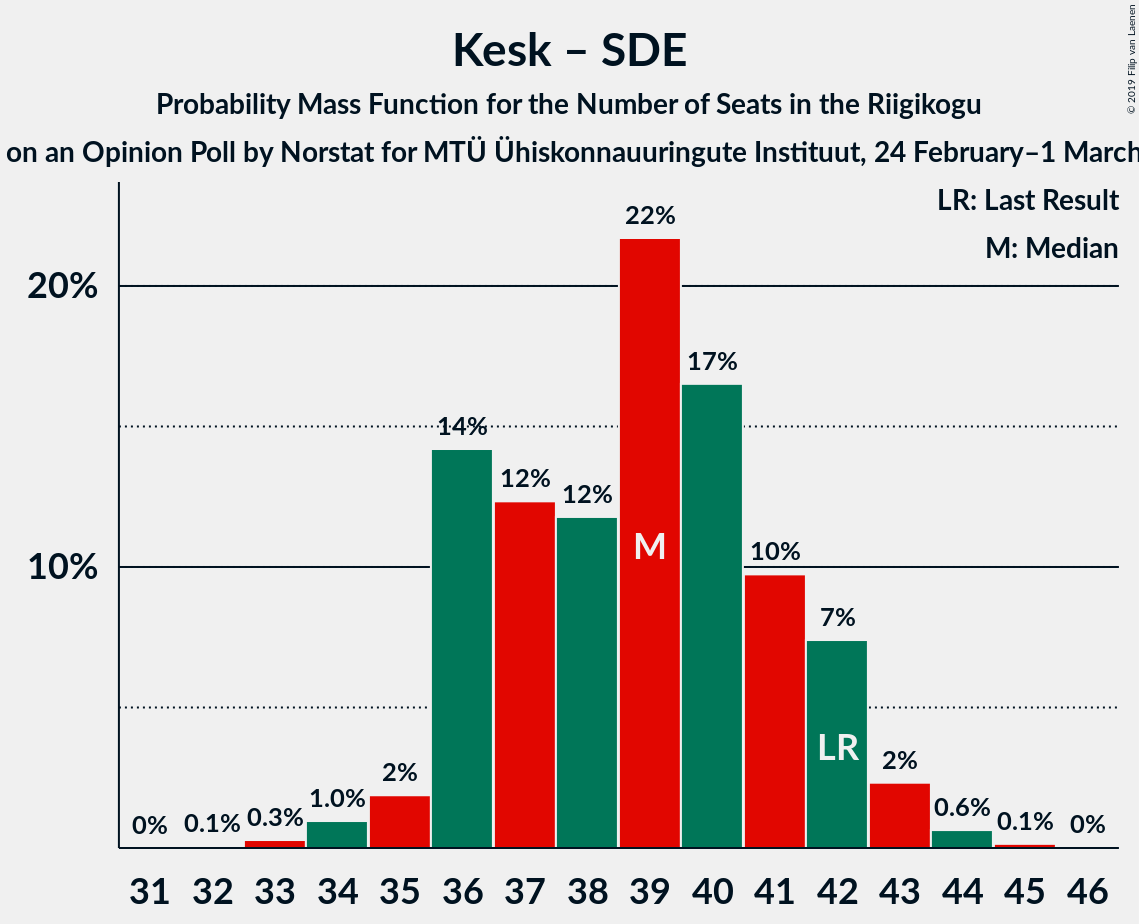 Kesk – SDE
Probability Mass Function for the Number of Seats in the Riigikogu
on an Opinion Poll by Norstat for MTÜ Ühiskonnauuringute Instituut, 24 February–1 March
© 2019 Filip van Laenen
LR: Last Result
M: Median
20%
10%
0% 0.1% 0.3% 1.0% 2% 14% 12% 12% 22% 17% 10% 7% 2% 0.6% 0.1% 0%
M
LR
31 32 33 34 35 36 37 38 39 40 41 42 43 44 45 46